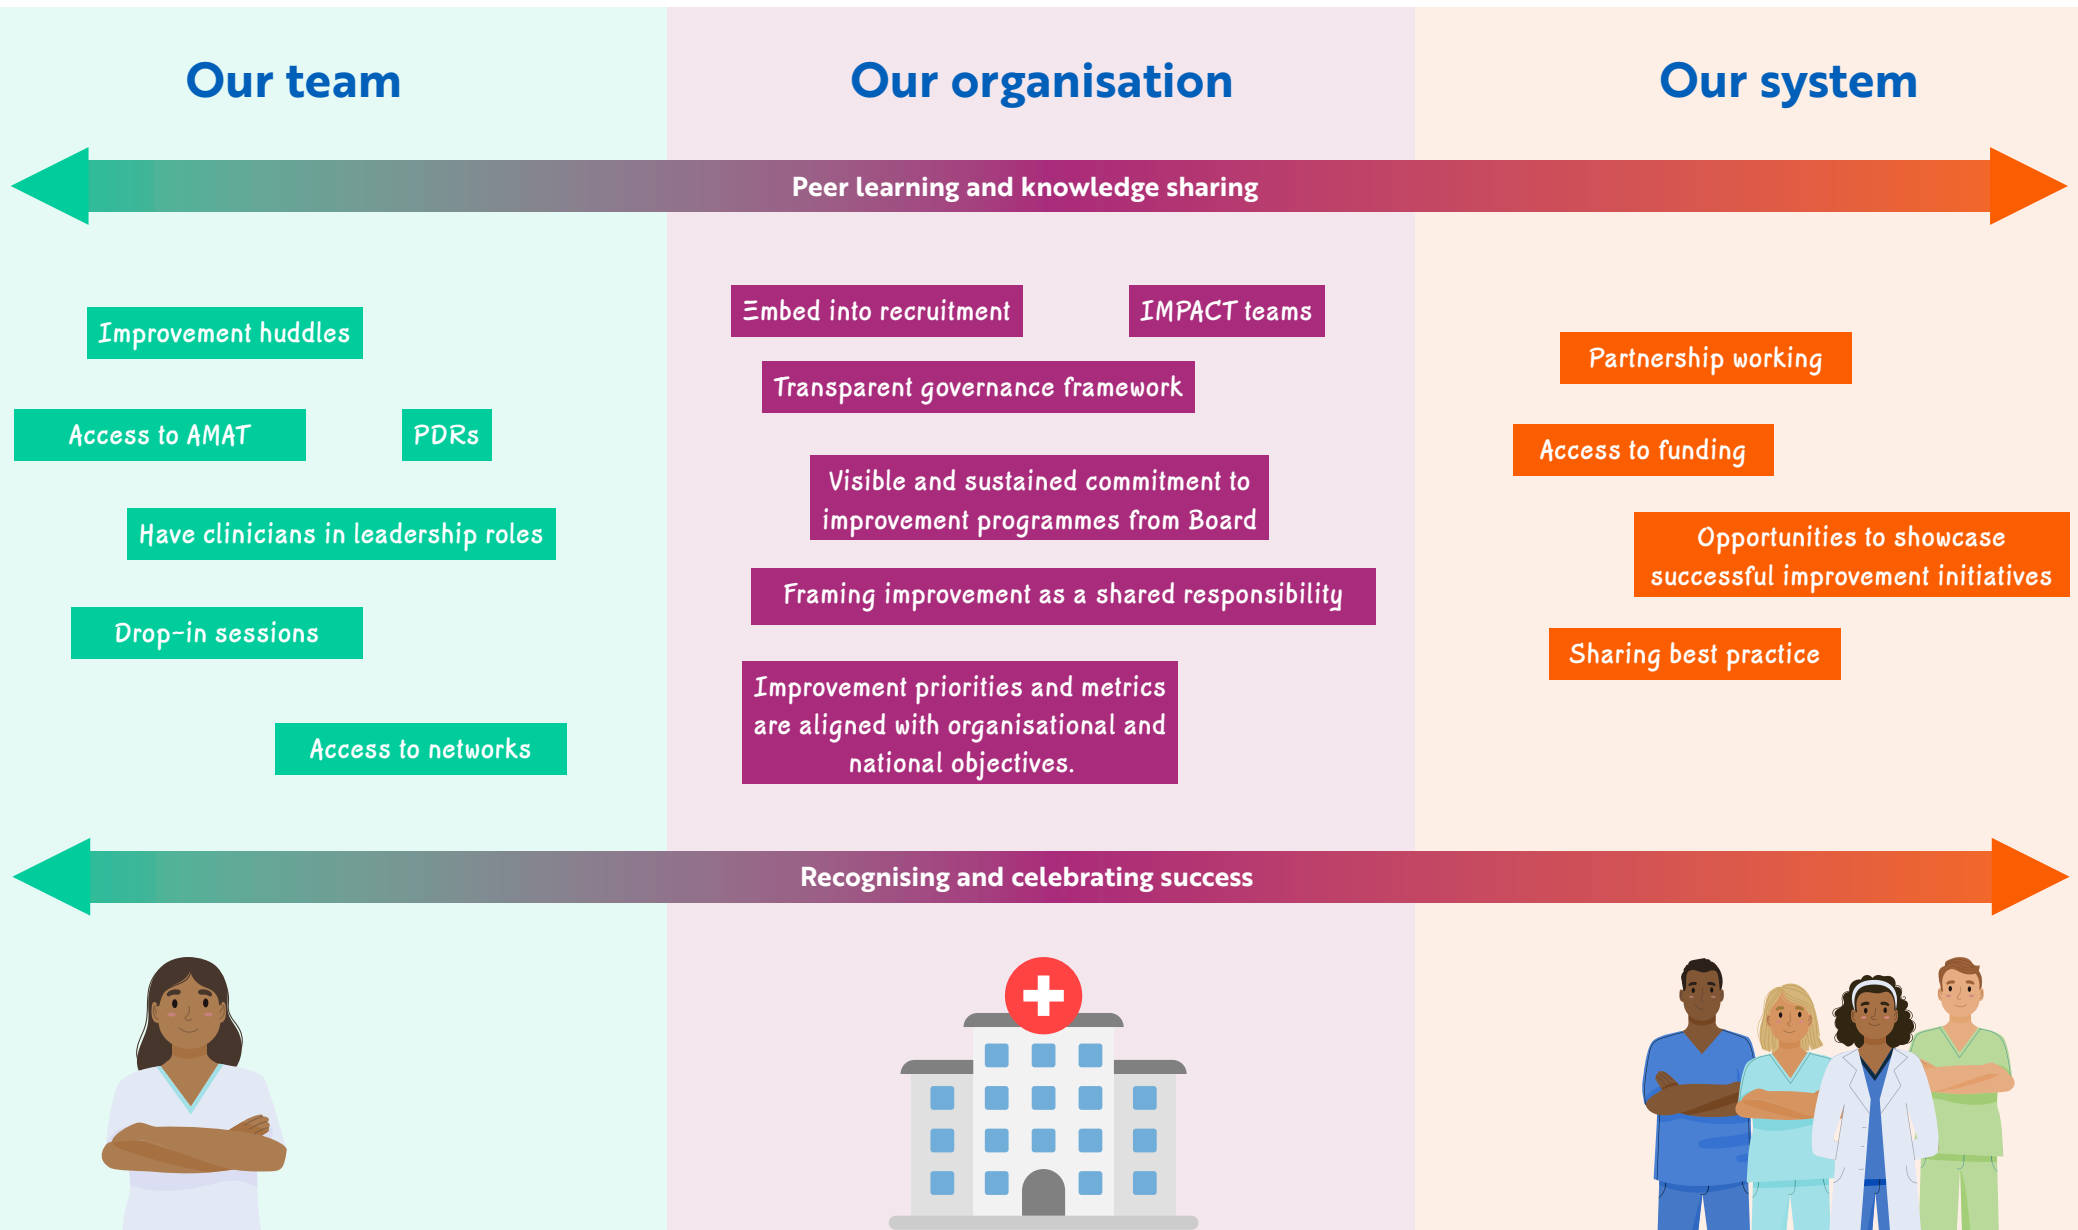 Our team
Our organisation
Our system
Peer learning and knowledge sharing
Improvement huddles
Access to AMAT
PDRs
Have clinicians in leadership roles
Drop-in sessions
Access to networks
Embed into recruitment
IMPACT teams
Transparent governance framework
Visible and sustained commitment to
improvement programmes from Board
Framing improvement as a shared responsibility
Improvement priorities and metrics
are aligned with organisational and
national objectives.
Partnership working
Access to funding
Opportunities to showcase
successful improvement initiatives
Sharing best practice
Recognising and celebrating success